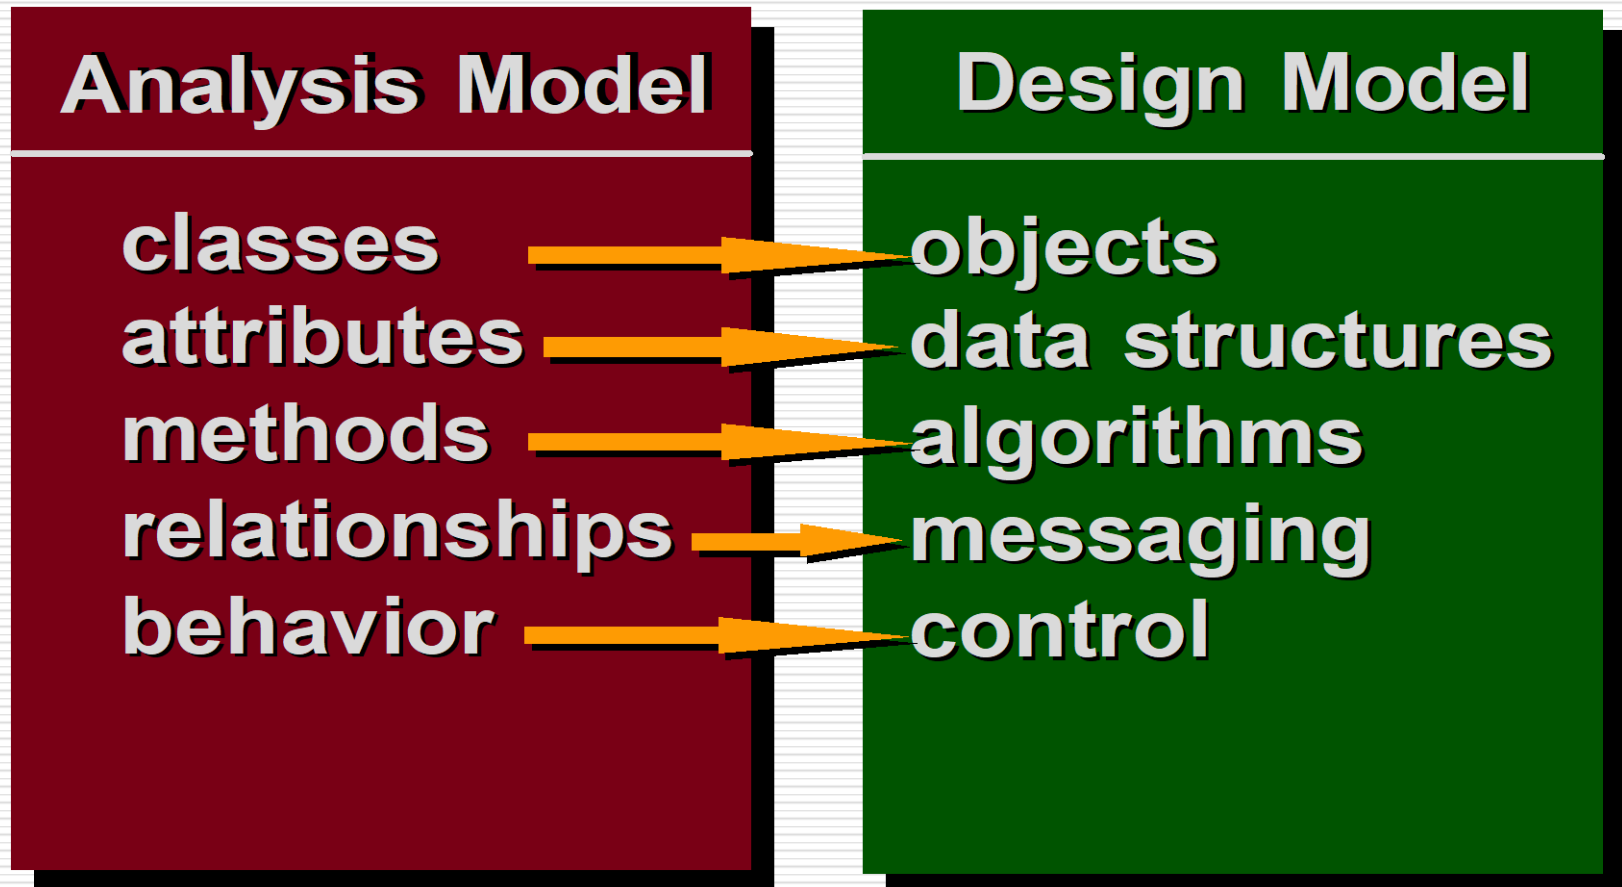 Analysis Model
classes
attributes
methods
relationships
behavior
Design Model
objects
data structures
algorithms
messaging
control